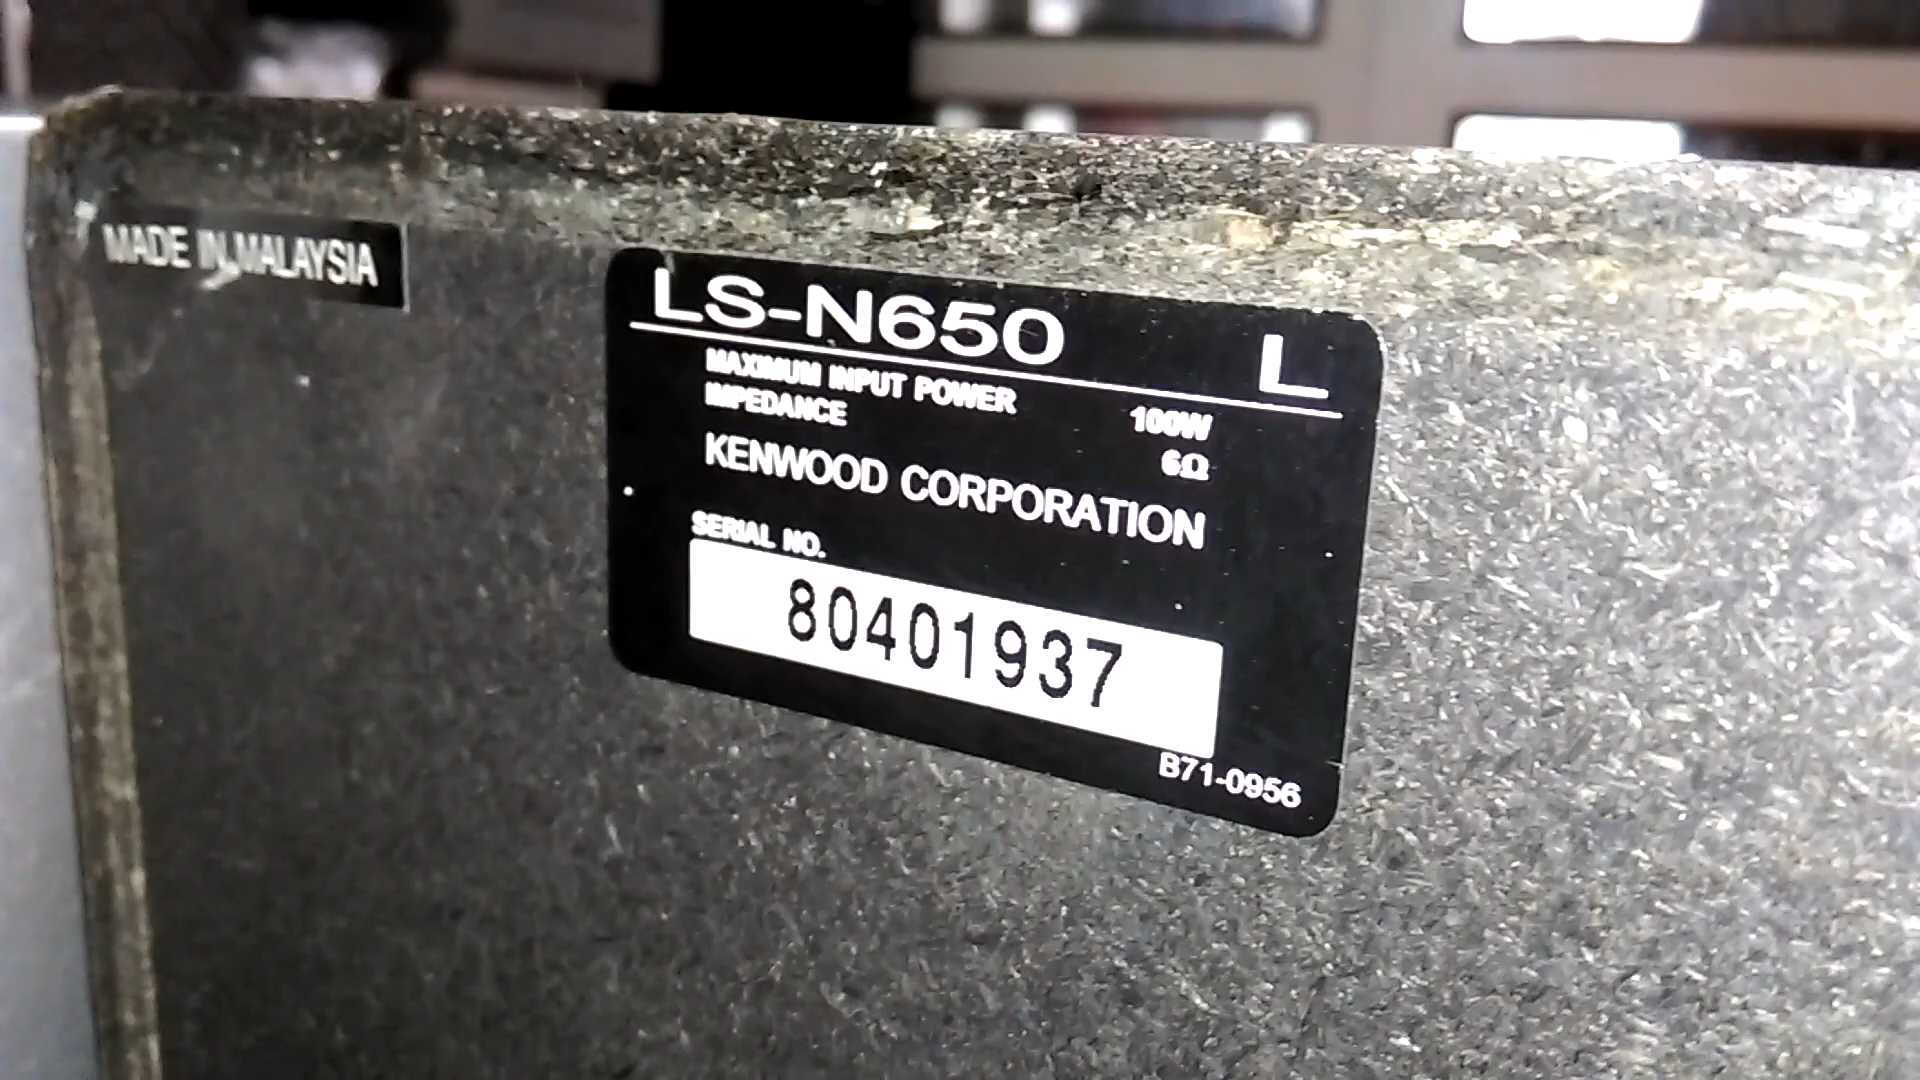 MADE IN MALAYSIA
LS-N650 L
MAXIMUM INPUT POWER 100W
IMPEDANCE 6Ω
KENWOOD CORPORATION
SERIAL NO.
80401937
B71-0956